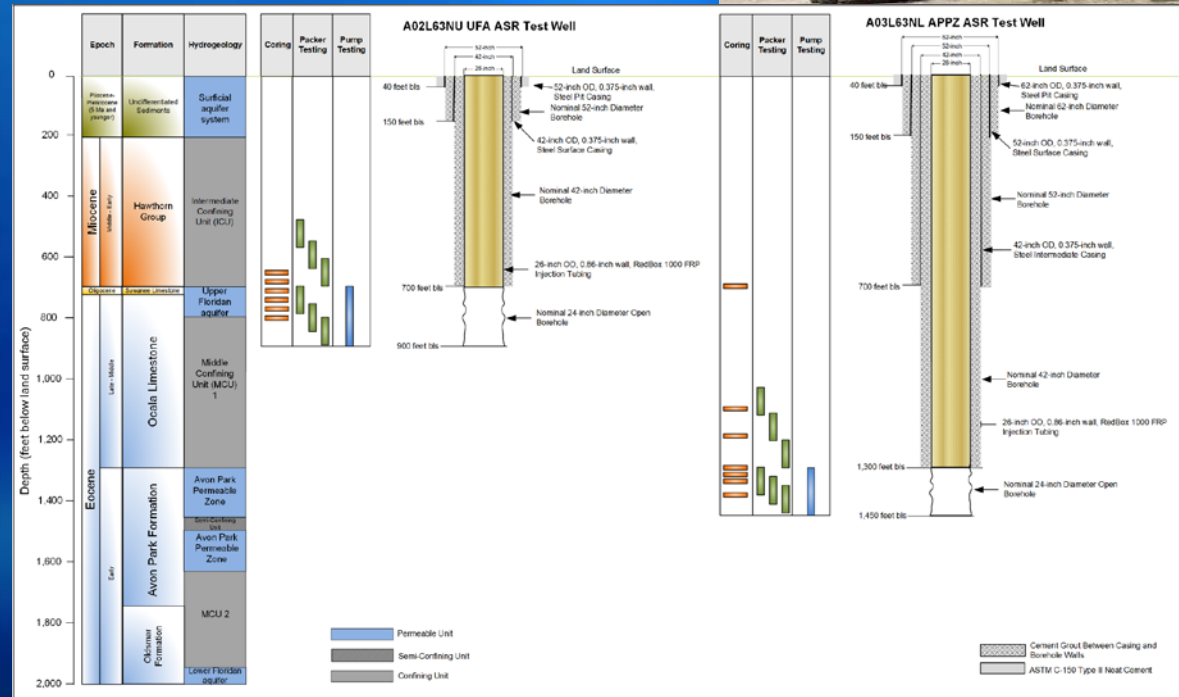 Epoch
Formation
Hydrogeology
Coring
Packer
Testing
Pump
Testing
A02L63NU UFA ASR Test Well
52-inch
42-inch
26-inch
Land Surface
40 feet bls
150 feet bls
700 feet bls
900 feet bls
52-inch OD, 0.375-inch wall,
Steel Pit Casing
Nominal 52-inch Diameter
Borehole
42-inch OD, 0.375-inch wall,
Steel Surface Casing
Nominal 42-inch Diameter
Borehole
26-inch OD, 0.86-inch wall, RedBox 1000 FRP
Injection Tubing
Nominal 24-inch Diameter Open
Borehole
Coring
Packer
Testing
Pump
Testing
A03L63NL APPZ ASR Test Well
62-inch
52-inch
42-inch
26-inch
Land Surface
40 feet bls
150 feet bls
700 feet bls
1,300 feet bls
1,450 feet bls
62-inch OD, 0.375-inch wall,
Steel Pit Casing
Nominal 62-inch Diameter
Borehole
52-inch OD, 0.375-inch wall,
Steel Surface Casing
Nominal 52-inch Diameter
Borehole
42-inch OD, 0.375-inch wall,
Steel Intermediate Casing
Nominal 42-inch Diameter
Borehole
26-inch OD, 0.86-inch wall, RedBox 1000 FRP
Injection Tubing
Nominal 24-inch Diameter Open
Borehole
Depth (feet below land surface)
0
200
400
600
800
1,000
1,200
1,400
1,600
1,800
2,000
Pliocene-
Pleistocene
(5 Ma and
younger)
Undifferentiated
Sediments
Surficial
aquifer
system
Miocene
Middle - Early
Hawthorn
Group
Intermediate
Confining
Unit (ICU)
Oligocene
Suwanee Limestone
Upper
Floridan
aquifer
Eocene
Late - Middle
Ocala Limestone
Middle
Confining
Unit (MCU)
1
Early
Avon Park Formation
Avon Park
Permeable
Zone
Semi-Confining
Unit
Avon Park
Permeable
Zone
MCU 2
Oldsmar
Formation
Lower Floridan
aquifer
Permeable Unit
Semi-Confining Unit
Confining Unit
Cement Grout Between Casing and
Borehole Walls
ASTM C-150 Type II Neat Cement